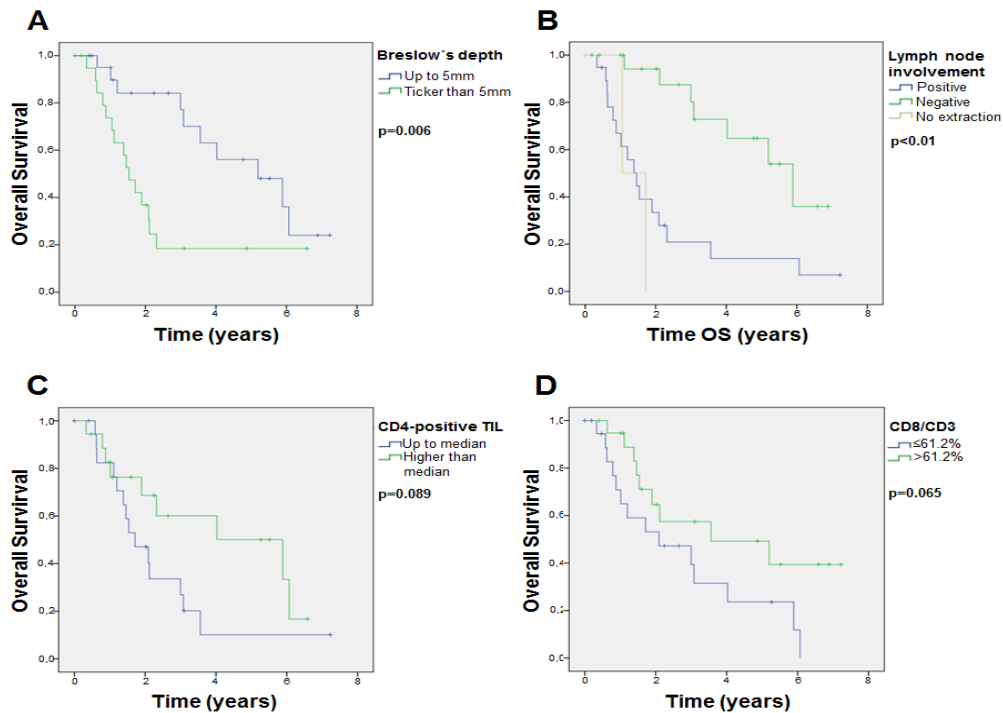 A
Breslow´s depth
Up to 5mm
Ticker than 5mm
p=0.006
1,0
0,8
0,6
0,4
0,2
0,0
Overall Survirval
0 2 4 6 8
Time (years)
B
Lymph node
involvement
Positive
Negative
No extraction
p<0.01
1,0
0,8
0,6
0,4
0,2
0,0
Overall Survirval
0 2 4 6 8
Time OS (years)
C
CD4-positive TIL
Up to median
Higher than
median
p=0.089
1,0
0,8
0,6
0,4
0,2
0,0
Overall Survirval
0 2 4 6 8
Time (years)
D
CD8/CD3
≤61.2%
>61.2%
p=0.065
1,0
0,8
0,6
0,4
0,2
0,0
Overall Survirval
0 2 4 6 8
Time (years)